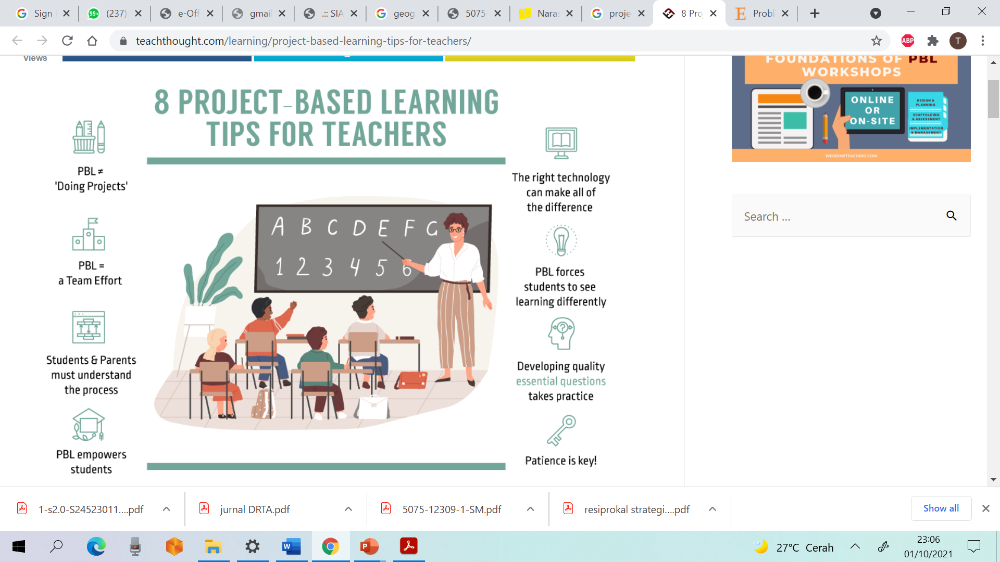 Sign
(237)
e-Off
gmail
.:: SIA
geog
5075
Naras
proje
8 Pro
Probl
teachthought.com/learning/project-based-learning-tips-for-teachers/
ABP
T
Views
8 PROJECT-BASED LEARNING
TIPS FOR TEACHERS
PBL ≠
'Doing Projects'
PBL =
a Team Effort
Students & Parents
must understand
the process
PBL empowers
students
A B C D E F G
1 2 3 4 5 6
The right technology
can make all of
the difference
PBL forces
students to see
learning differently
Developing quality
essential questions
takes practice
Patience is key!
FOUNDATIONS OF PBL
WORKSHOPS
ONLINE
OR
ON-SITE
DESIGN &
PLANNING
SCAFFOLDING
& ASSESSMENT
IMPLEMENTATION
& MANAGEMENT
WEGROWTEACHERS.COM
Search ...
1-s2.0-S24523011....pdf
jurnal DRTA.pdf
5075-12309-1-SM.pdf
resiprokal strategi....pdf
Show all
27°C Cerah
23:06
01/10/2021